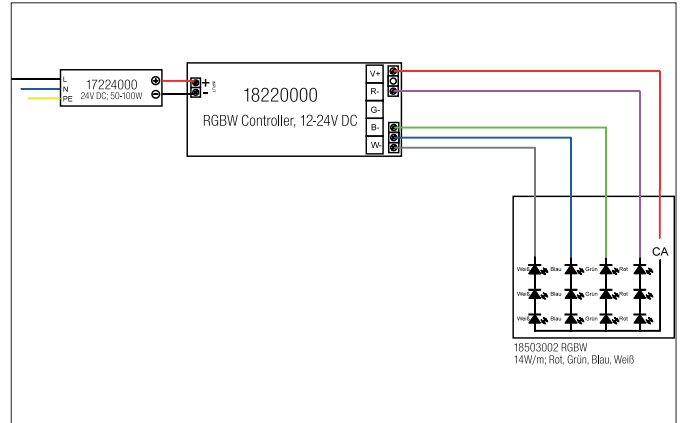 L
N
PE
17224000
24V DC; 50-100W
+
-
+
-
INPUT
18220000
RGBW Controller, 12-24V DC
V+
R-
G-
B-
W-
CA
Weiß Blau Grün Rot
Weiß Blau Grün Rot
Weiß Blau Grün Rot
18503002 RGBW
14W/m; Rot, Grün, Blau, Weiß